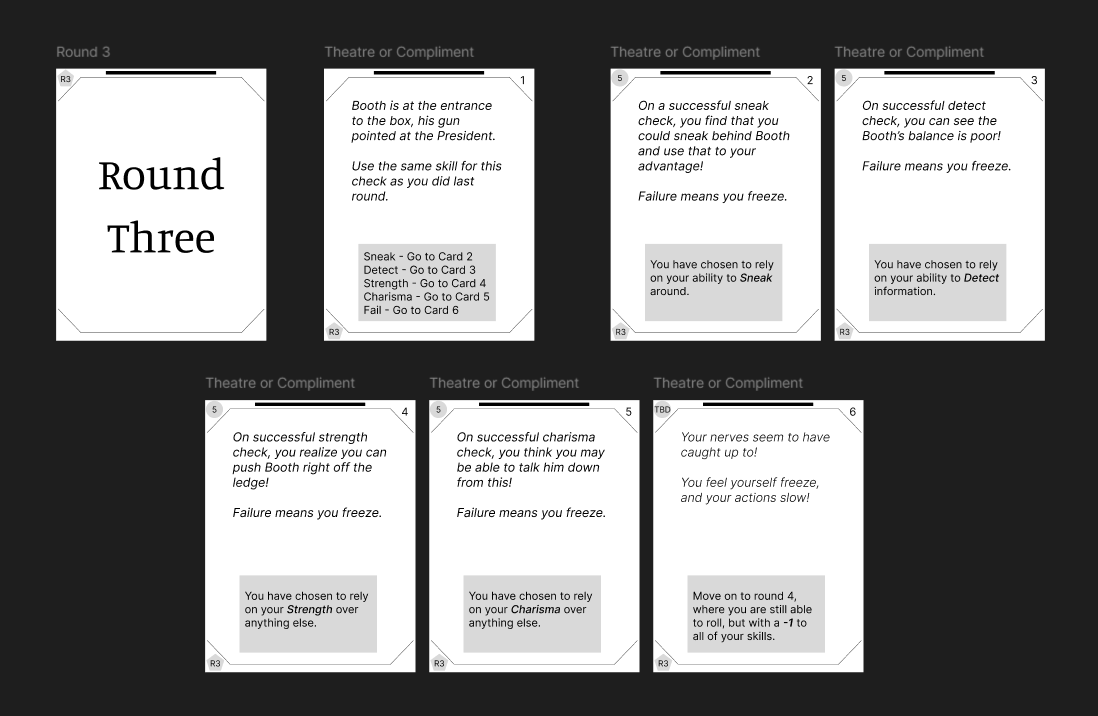 Round 3
R3
Round
Three
Theatre or Compliment
1
Booth is at the entrance
to the box, his gun
pointed at the President.
Use the same skill for this
check as you did last
round.
Sneak - Go to Card 2
Detect - Go to Card 3
Strength - Go to Card 4
Charisma - Go to Card 5
Fail - Go to Card 6
R3
Theatre or Compliment
5
2
On a successful sneak
check, you find that you
could sneak behind Booth
and use that to your
advantage!
Failure means you freeze.
You have chosen to rely
on your ability to Sneak
around.
R3
Theatre or Compliment
5
3
On successful detect
check, you can see the
Booth's balance is poor!
Failure means you freeze.
You have chosen to rely
on your ability to Detect
information.
R3
Theatre or Compliment
5
4
On successful strength
check, you realize you can
push Booth right off the
ledge!
Failure means you freeze.
You have chosen to rely
on your Strength over
anything else.
R3
Theatre or Compliment
5
5
On successful charisma
check, you think you may
be able to talk him down
from this!
Failure means you freeze.
You have chosen to rely
on your Charisma over
anything else.
R3
Theatre or Compliment
TBD
6
Your nerves seem to have
caught up to!
You feel yourself freeze,
and your actions slow!
Move on to round 4,
where you are still able
to roll, but with a -1 to
all of your skills.
R3